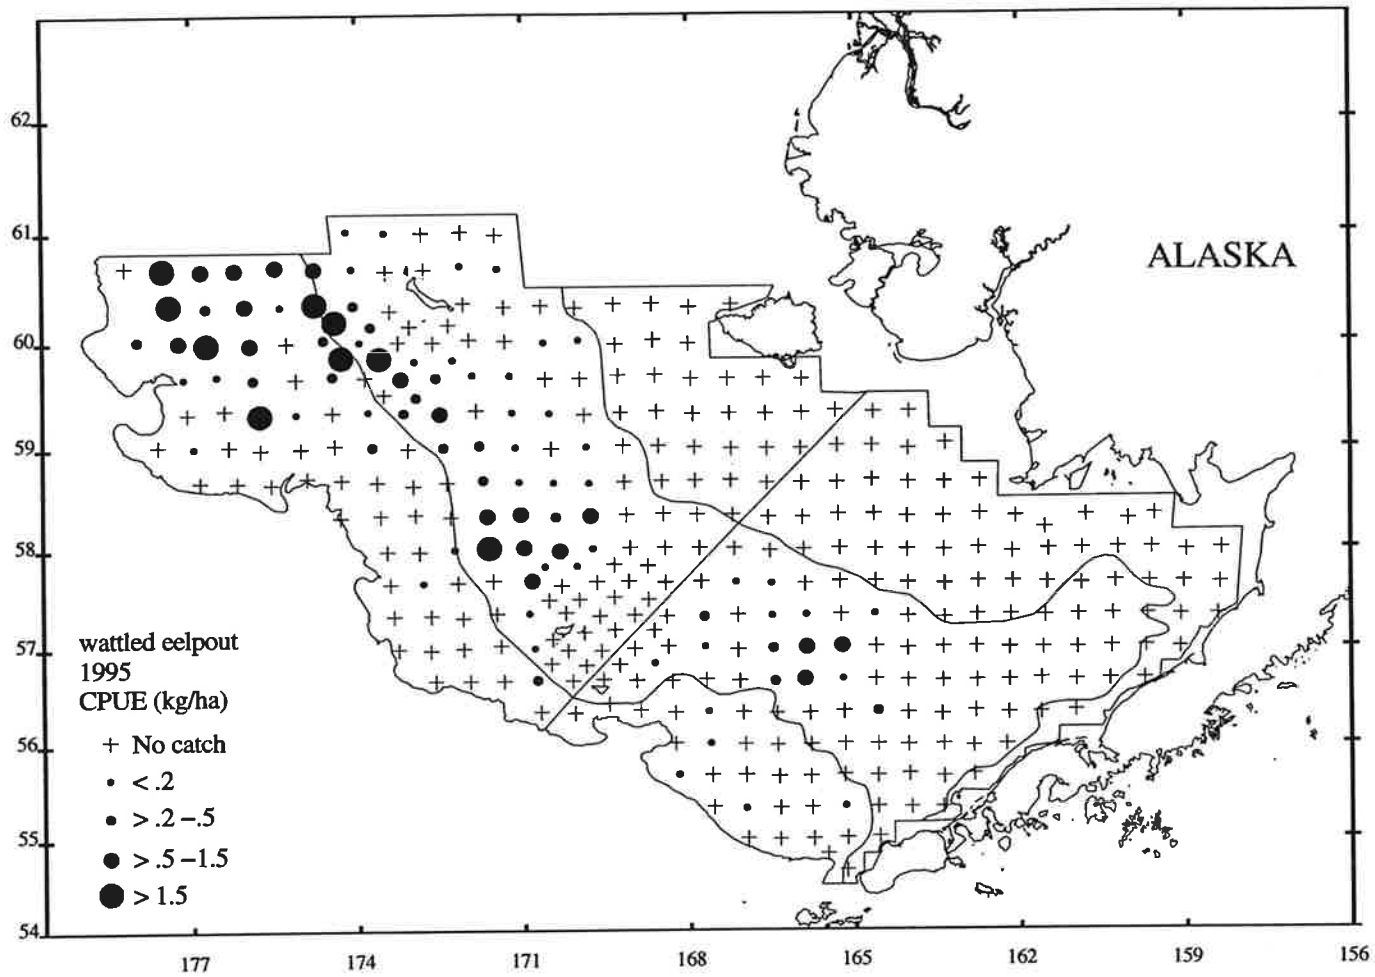 62
61
ALASKA
60
59
58
57
wattled eelpout
1995
CPUE (kg/ha)
+ No catch
< .2
> .2 – .5
> .5 – 1.5
> 1.5
56
55
54
177 174 171 168 165 162 159 156